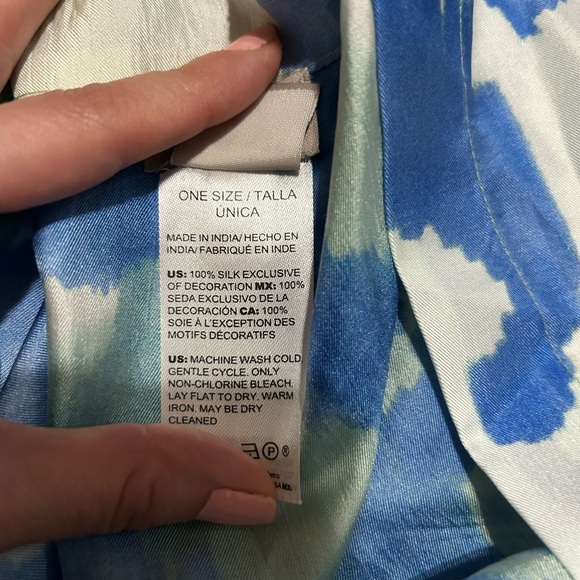 ONE SIZE / TALLA
ÚNICA
MADE IN INDIA/ HECHO EN
INDIA/ FABRIQUÉ EN INDE
US: 100% SILK EXCLUSIVE
OF DECORATION MX: 100%
SEDA EXCLUSIVO DE LA
DECORACIÓN CA: 100%
SOIE À L'EXCEPTION DES
MOTIFS DÉCORATIFS
US: MACHINE WASH COLD,
GENTLE CYCLE. ONLY
NON-CHLORINE BLEACH.
LAY FLAT TO DRY. WARM
IRON. MAY BE DRY
CLEANED
P ®